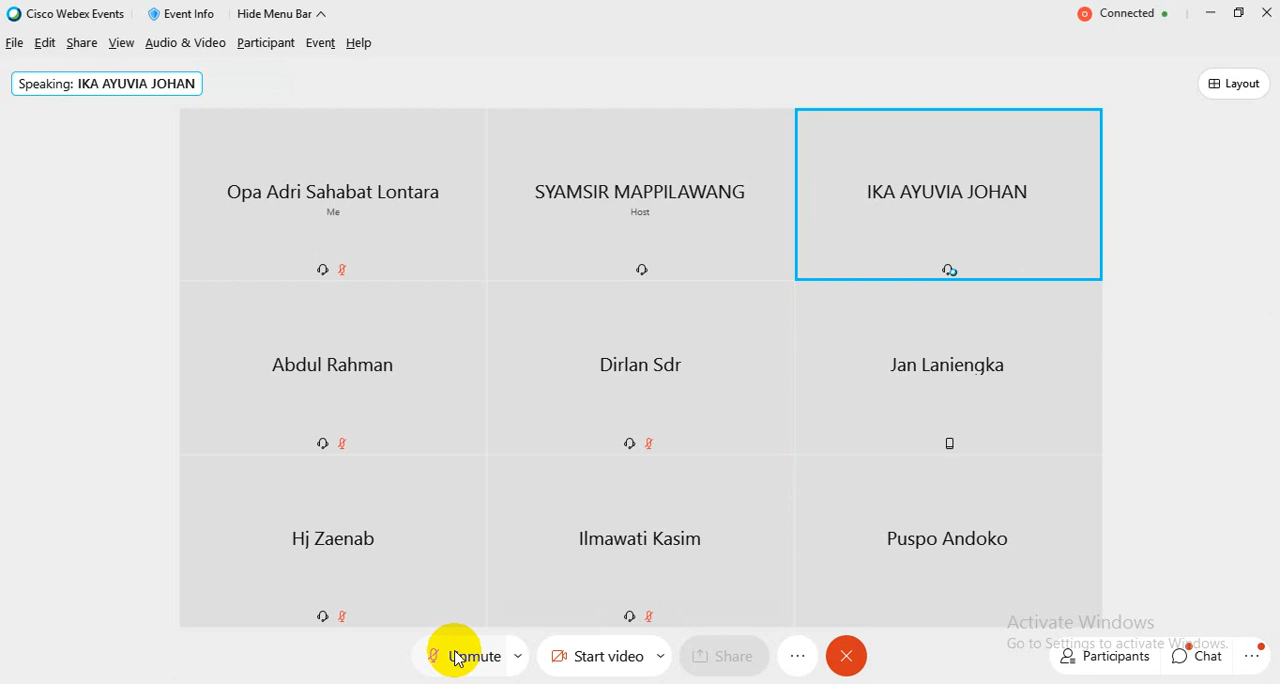 Cisco Webex Events Event Info Hide Menu Bar Connected
File Edit Share View Audio & Video Participant Event Help
Speaking: IKA AYUVIA JOHAN
Layout
Opa Adri Sahabat Lontara
Me
SYAMSIR MAPPILAWANG
Host
IKA AYUVIA JOHAN
Abdul Rahman
Dirlan Sdr
Jan Laniengka
Hj Zaenab
Ilmawati Kasim
Puspo Andoko
Activate Windows
Go to Settings to activate Windows.
Unmute Start video Share Participants Chat